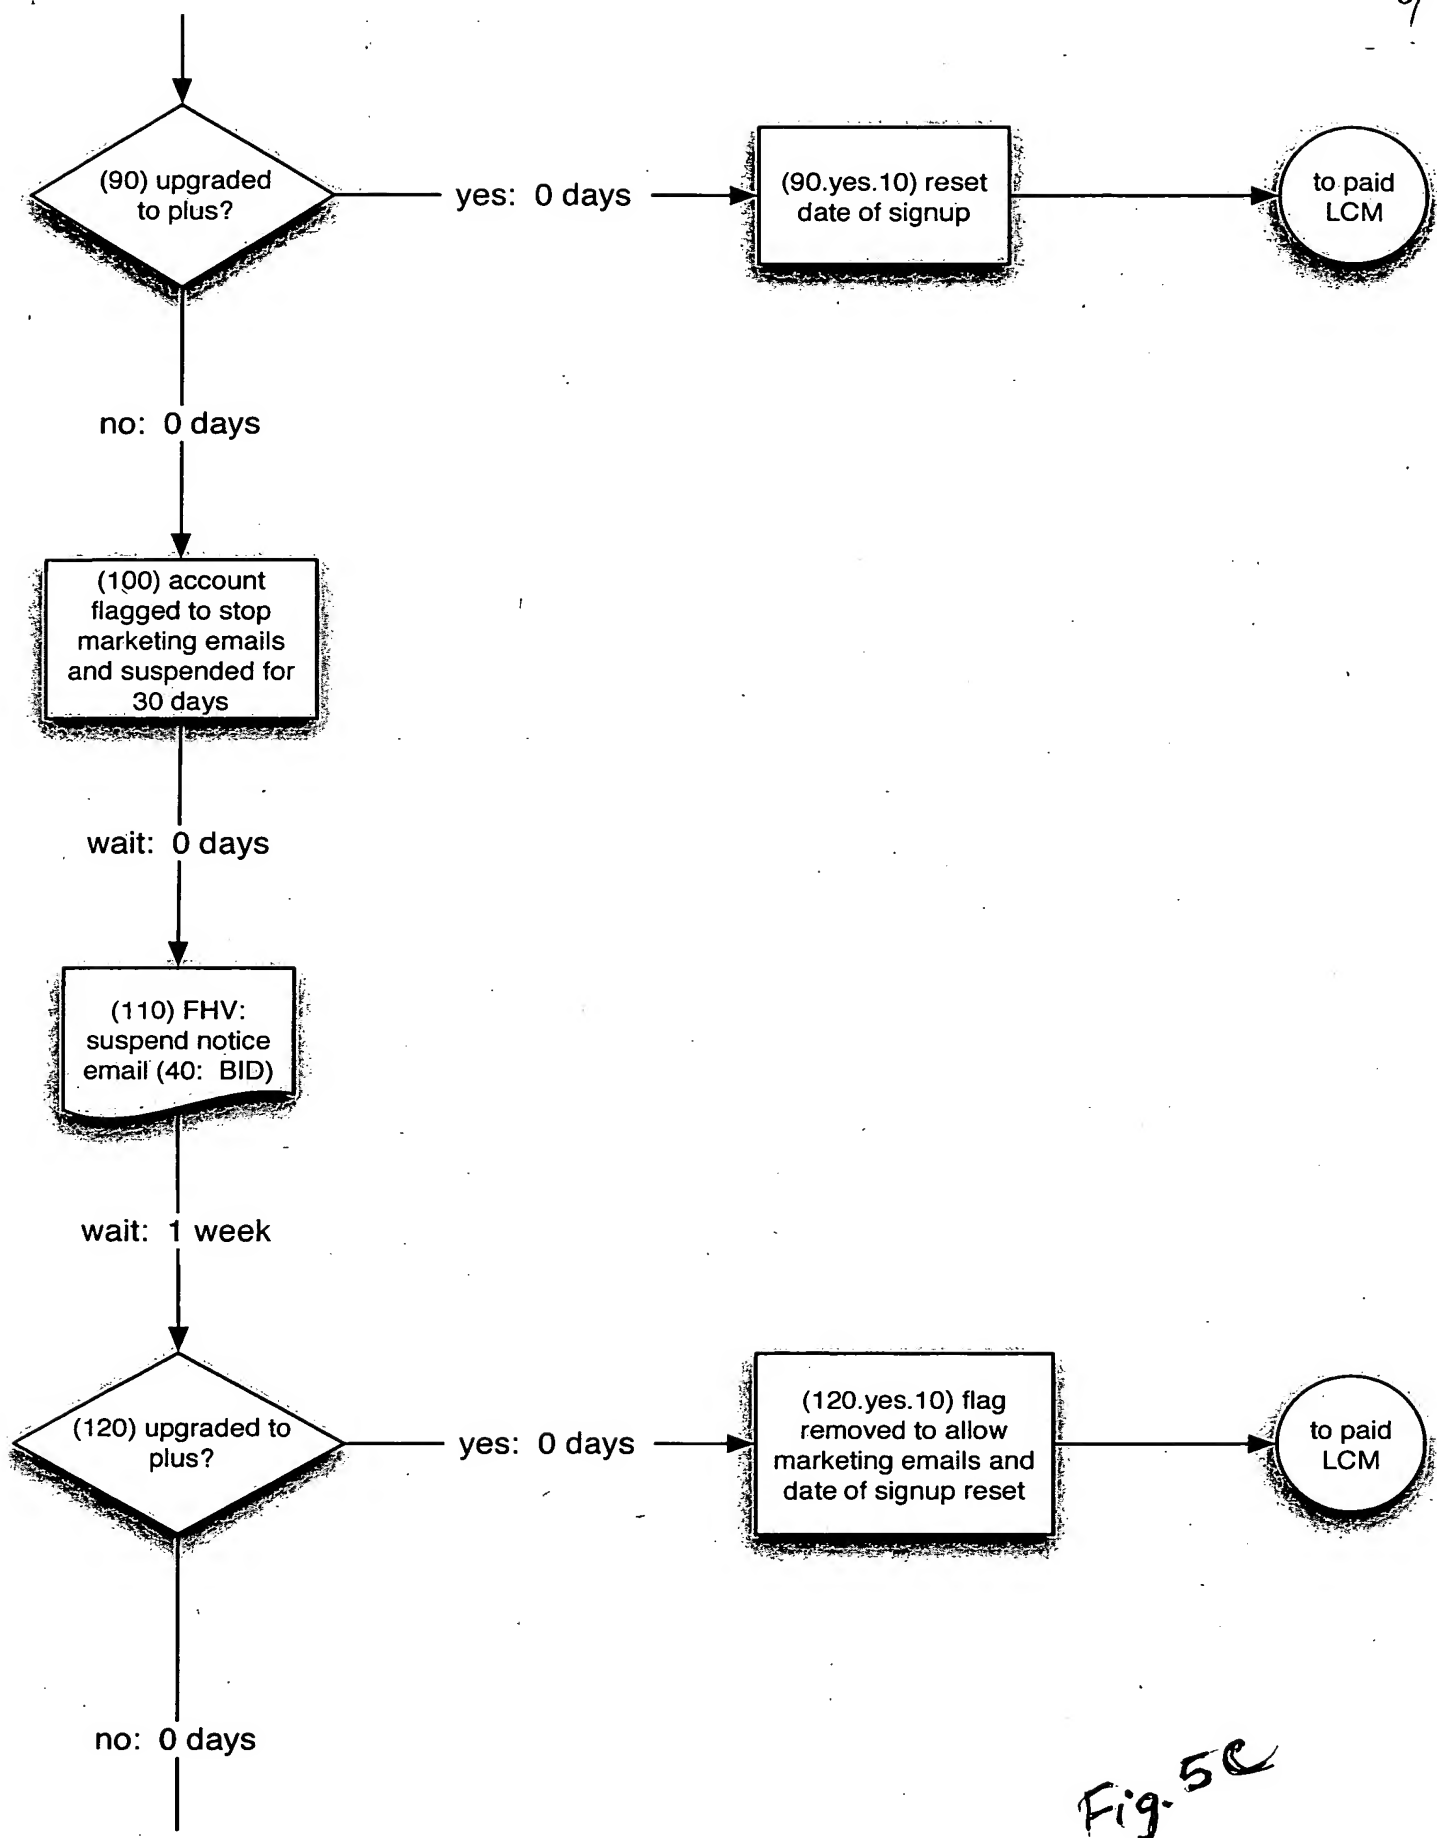 (90) upgraded
to plus?
yes: 0 days
(90.yes.10) reset
date of signup
to paid
LCM
no: 0 days
(100) account
flagged to stop
marketing emails
and suspended for
30 days
wait: 0 days
(110) FHV:
suspend notice
email (40: BID)
wait: 1 week
(120) upgraded to
plus?
yes: 0 days
(120.yes.10) flag
removed to allow
marketing emails and
date of signup reset
to paid
LCM
no: 0 days
Fig. 5c